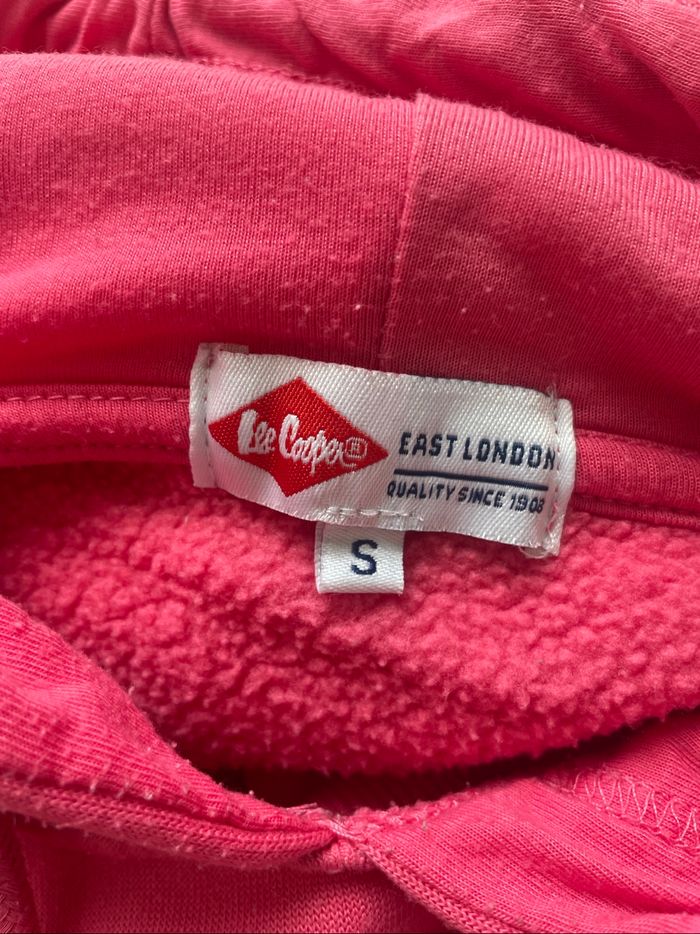 Lee Cooper®
EAST LONDON
QUALITY SINCE 1908
S